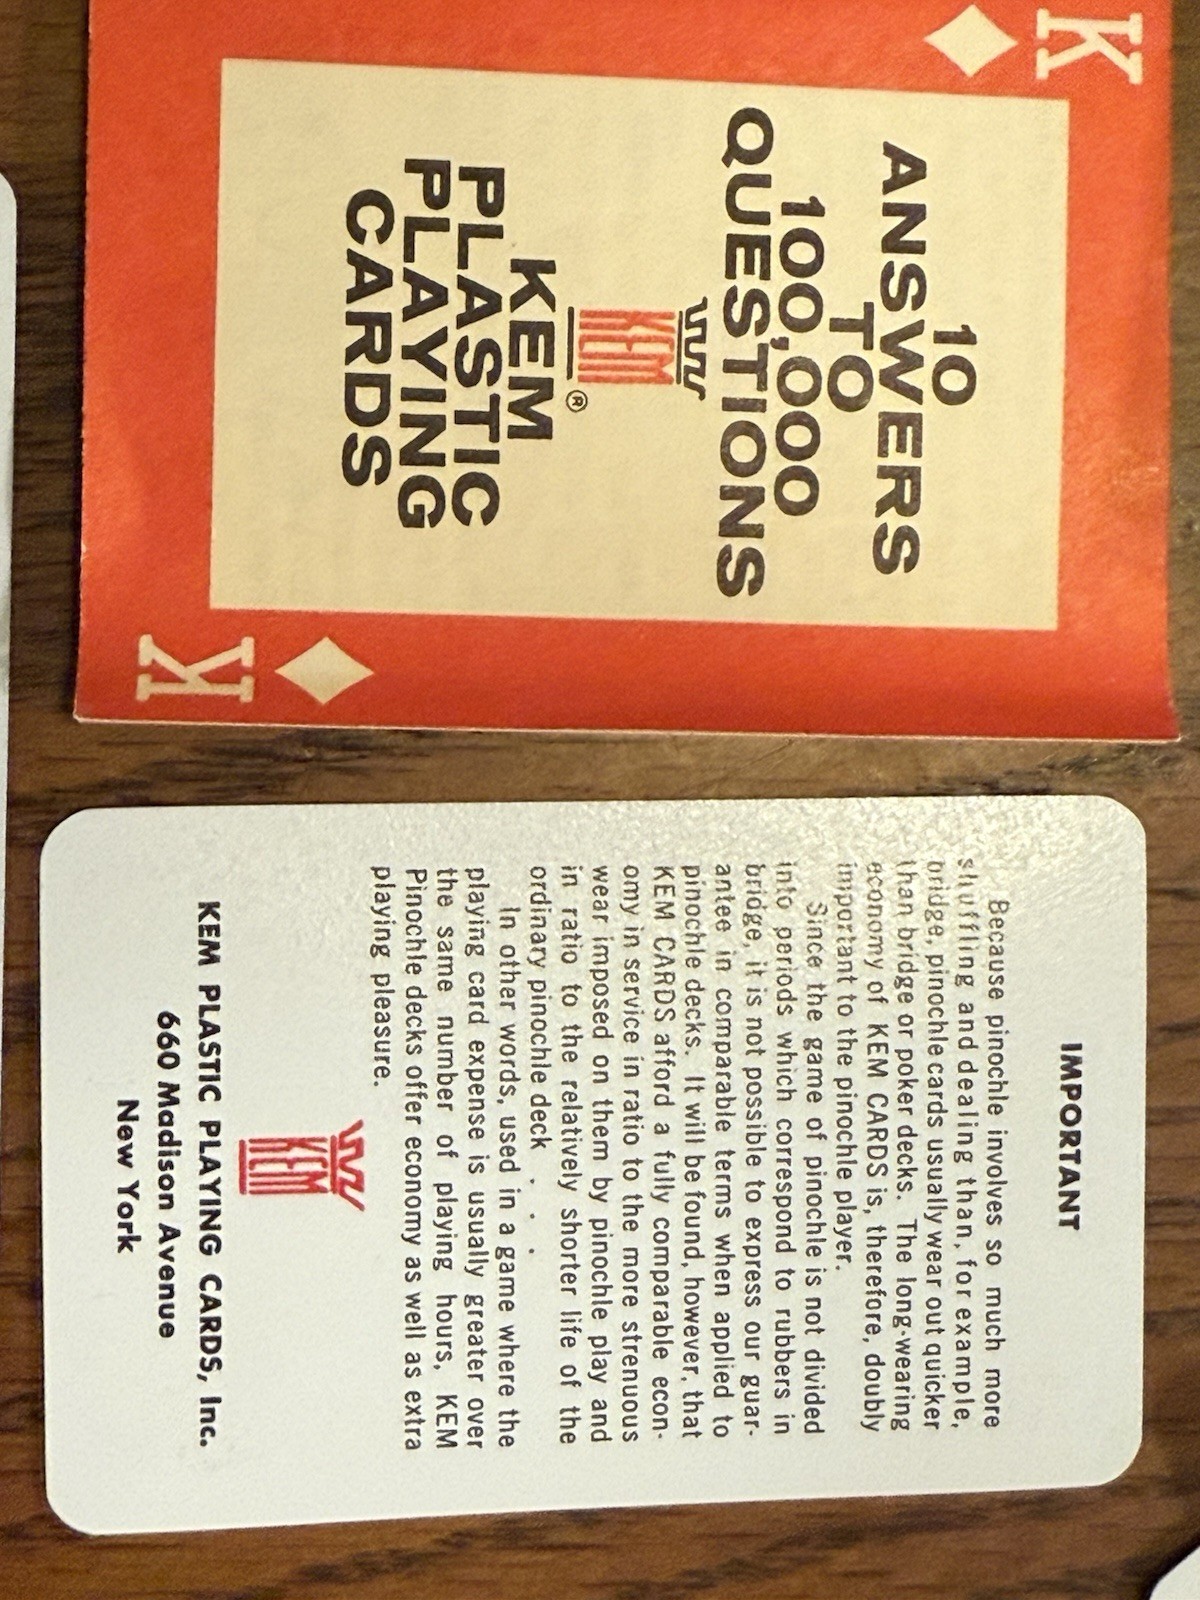 K
10
ANSWERS
TO
100,000
QUESTIONS
KEM®
KEM
PLASTIC
PLAYING
CARDS
K
IMPORTANT
Because pinochle involves so much more
shuffling and dealing than, for example,
bridge, pinochle cards usually wear out quicker
than bridge or poker decks. The long-wearing
economy of KEM CARDS is, therefore, doubly
important to the pinochle player.
Since the game of pinochle is not divided
into periods which correspond to rubbers in
bridge, it is not possible to express our guar-
antee in comparable terms when applied to
pinochle decks. It will be found, however, that
KEM CARDS afford a fully comparable econ-
omy in service in ratio to the more strenuous
wear imposed on them by pinochle play and
in ratio to the relatively shorter life of the
ordinary pinochle deck . . .
In other words, used in a game where the
playing card expense is usually greater over
the same number of playing hours, KEM
Pinochle decks offer economy as well as extra
playing pleasure.
KEM
KEM PLASTIC PLAYING CARDS, Inc.
660 Madison Avenue
New York